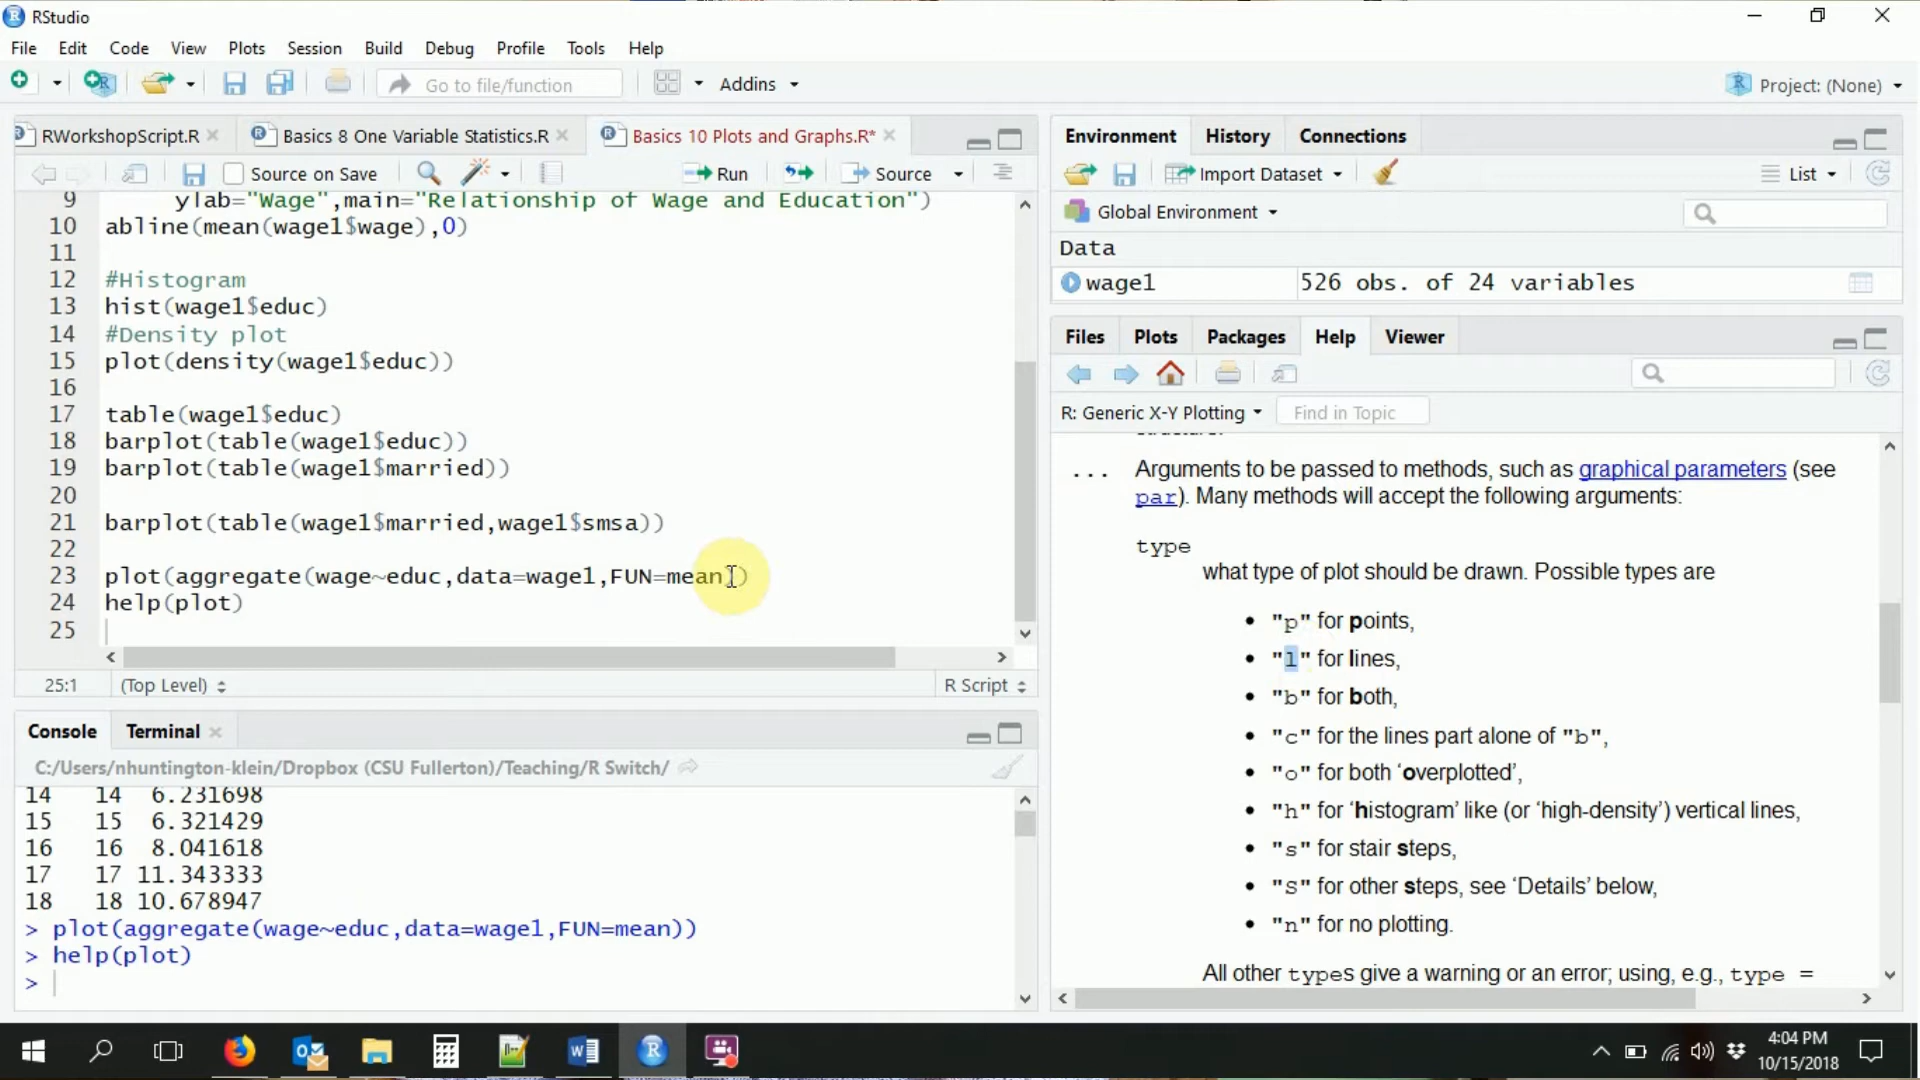 RStudio
File Edit Code View Plots Session Build Debug Profile Tools Help
Go to file/function Addins Project: (None)
RWorkshopScript.R Basics 8 One Variable Statistics.R Basics 10 Plots and Graphs.R*
Source on Save Run Source
9 ylab="Wage",main="Relationship of Wage and Education")
10 abline(mean(wage1$wage),0)
11
12 #Histogram
13 hist(wage1$educ)
14 #Density plot
15 plot(density(wage1$educ))
16
17 table(wage1$educ)
18 barplot(table(wage1$educ))
19 barplot(table(wage1$married))
20
21 barplot(table(wage1$married,wage1$smsa))
22
23 plot(aggregate(wage~educ,data=wage1,FUN=mean))
24 help(plot)
25
25:1 (Top Level) R Script
Console Terminal
C:/Users/nhuntington-klein/Dropbox (CSU Fullerton)/Teaching/R Switch/
14 14 6.231698
15 15 6.321429
16 16 8.041618
17 17 11.343333
18 18 10.678947
> plot(aggregate(wage~educ,data=wage1,FUN=mean))
> help(plot)
>
Environment History Connections
Import Dataset List
Global Environment
Data
wage1 526 obs. of 24 variables
Files Plots Packages Help Viewer
R: Generic X-Y Plotting Find in Topic
structure.
... Arguments to be passed to methods, such as graphical parameters (see
par). Many methods will accept the following arguments:
type
what type of plot should be drawn. Possible types are
• "p" for points,
• "l" for lines,
• "b" for both,
• "c" for the lines part alone of "b",
• "o" for both ‘overplotted’,
• "h" for ‘histogram’ like (or ‘high-density’) vertical lines,
• "s" for stair steps,
• "S" for other steps, see ‘Details’ below,
• "n" for no plotting.
All other types give a warning or an error; using, e.g., type =
4:04 PM
10/15/2018